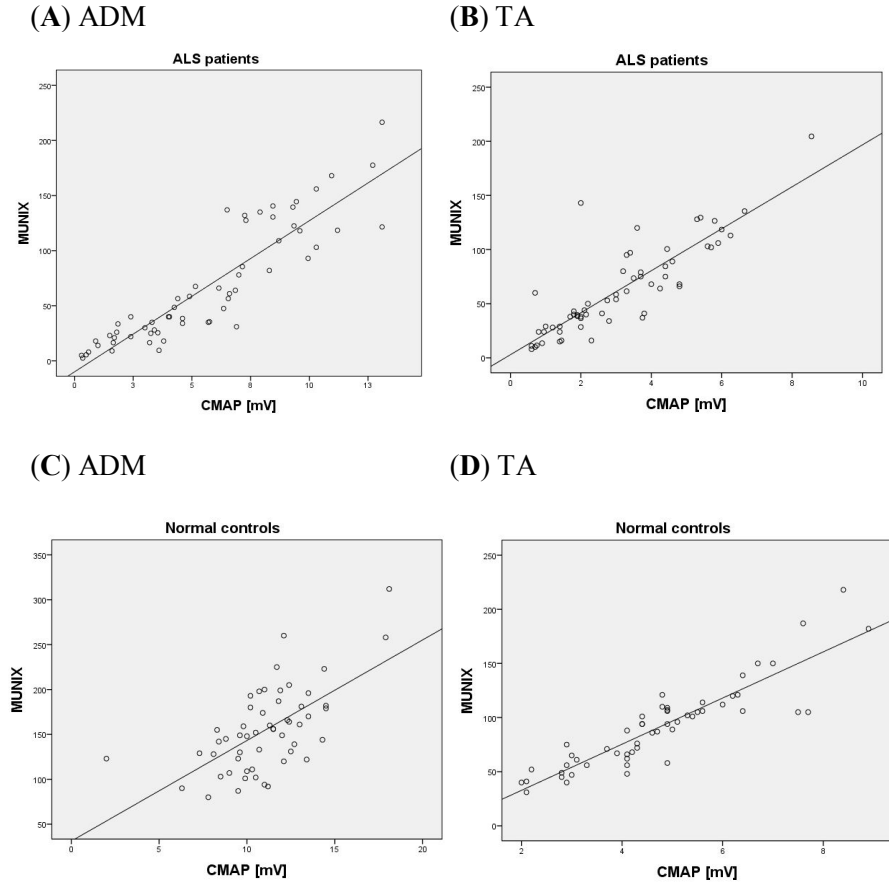 (A) ADM
(B) TA
ALS patients
250
200
150
100
50
0
MUNIX
0
3
5
8
10
13
CMAP [mV]
ALS patients
250
200
150
100
50
0
MUNIX
0
2
4
6
8
10
CMAP [mV]
(C) ADM
(D) TA
Normal controls
350
300
250
200
150
100
50
MUNIX
0
5
10
15
20
CMAP [mV]
Normal controls
250
200
150
100
50
0
MUNIX
2
4
6
8
CMAP [mV]